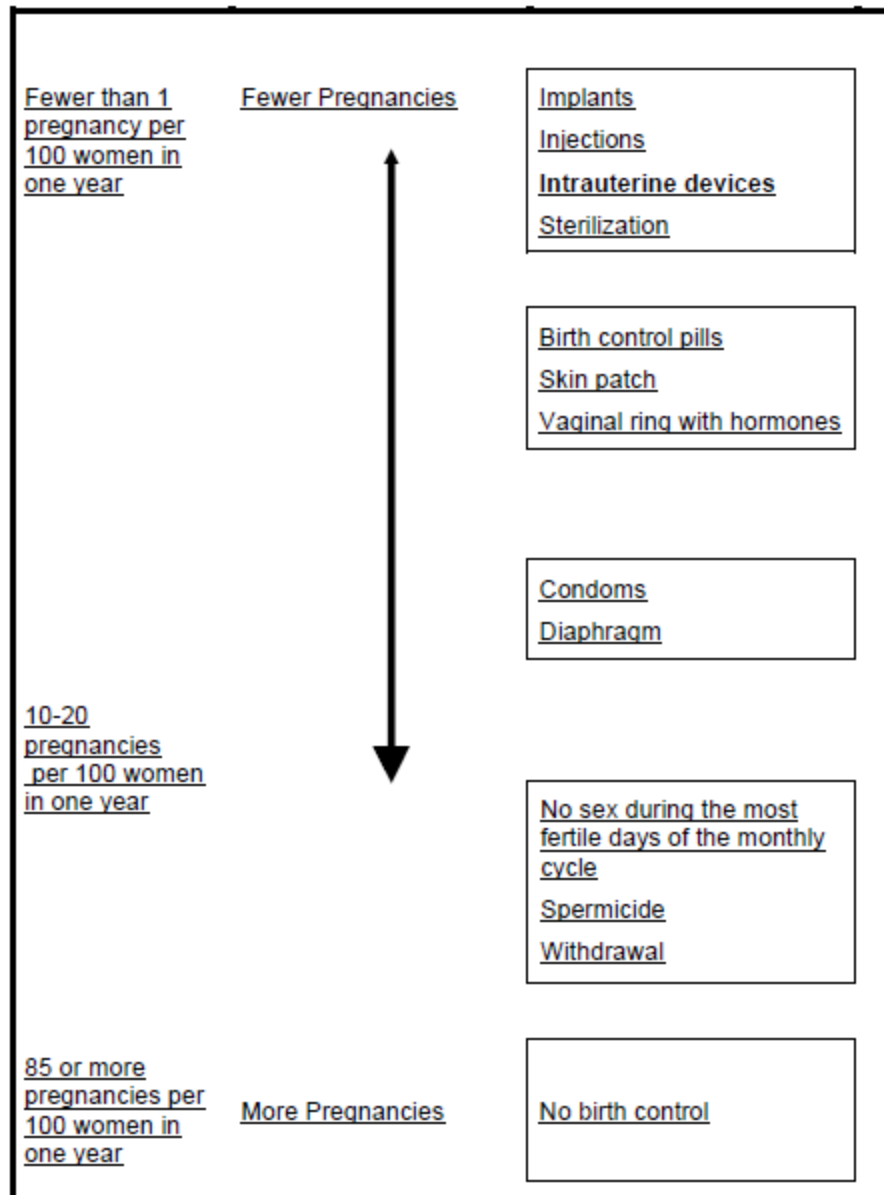 Fewer than 1
pregnancy per
100 women in
one year
Fewer Pregnancies
Implants
Injections
Intrauterine devices
Sterilization
Birth control pills
Skin patch
Vaginal ring with hormones
Condoms
Diaphragm
10-20
pregnancies
per 100 women
in one year
No sex during the most
fertile days of the monthly
cycle
Spermicide
Withdrawal
85 or more
pregnancies per
100 women in
one year
More Pregnancies
No birth control